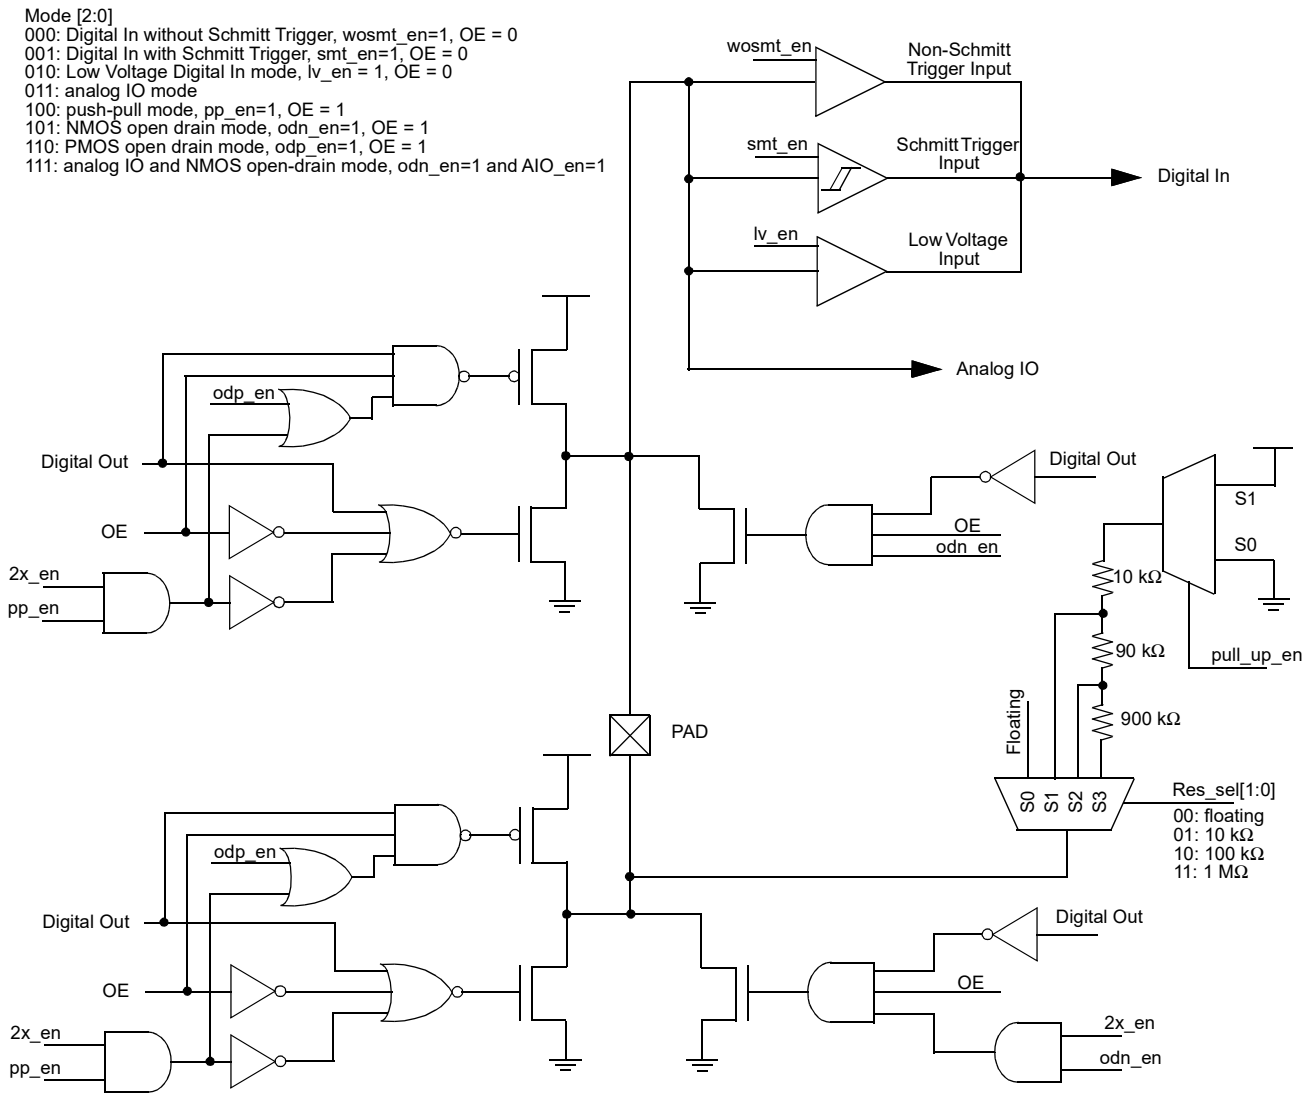 Mode [2:0]
000: Digital In without Schmitt Trigger, wosmt_en=1, OE = 0
001: Digital In with Schmitt Trigger, smt_en=1, OE = 0
010: Low Voltage Digital In mode, lv_en = 1, OE = 0
011: analog IO mode
100: push-pull mode, pp_en=1, OE = 1
101: NMOS open drain mode, odn_en=1, OE = 1
110: PMOS open drain mode, odp_en=1, OE = 1
111: analog IO and NMOS open-drain mode, odn_en=1 and AIO_en=1
wosmt_en
Non-Schmitt
Trigger Input
smt_en
Schmitt Trigger
Input
Digital In
lv_en
Low Voltage
Input
Analog IO
odp_en
Digital Out
OE
2x_en
pp_en
Digital Out
OE
odn_en
S1
S0
10 kΩ
90 kΩ
900 kΩ
pull_up_en
Floating
PAD
S0
S1
S2
S3
Res_sel[1:0]
00: floating
01: 10 kΩ
10: 100 kΩ
11: 1 MΩ
odp_en
Digital Out
OE
2x_en
pp_en
Digital Out
OE
2x_en
odn_en